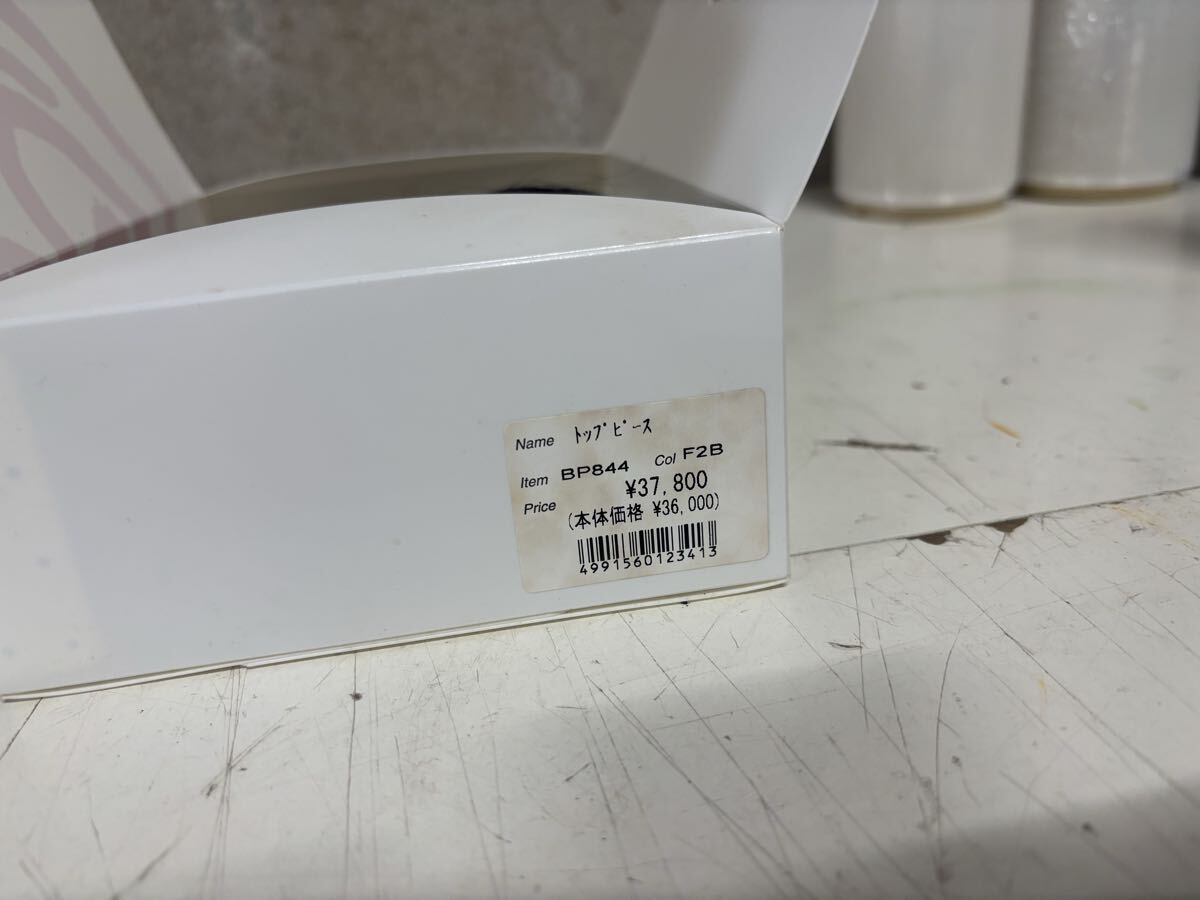 Name ﾄｯﾌﾟﾋﾟｰｽ
Item BP844 Col F2B
Price ¥37,800
(本体価格 ¥36,000)
4991560123413